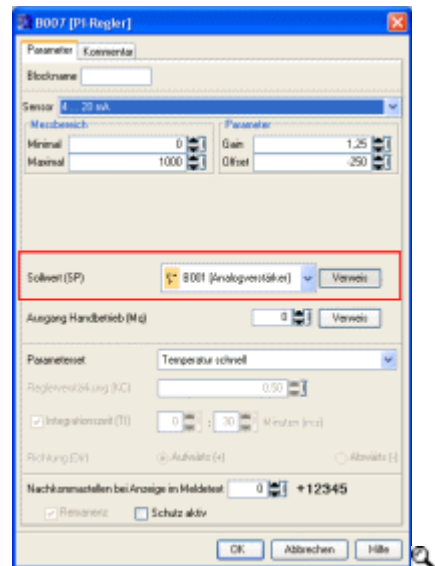 B007 [PI-Regler]
Parameter Kommentar
Blockname
Sensor 4 ... 20 mA
Messbereich Parameter
Minimal 0 Gain 1,25
Maximal 1000 Offset -250
Sollwert (SP) B001 [Analogverstärker] Verweis
Ausgang Handbetrieb (Mq) 0 Verweis
Parameterset Temperatur schnell
Reglerverstärkung (KC) 0,50
Integrationszeit (TI) 0 : 30 Minuten (m:s)
Richtung (Dir) Aufwärts (+) Abwärts (-)
Nachkommastellen bei Anzeige im Meldetext 0 +12345
Remanenz Schutz aktiv
OK Abbrechen Hilfe